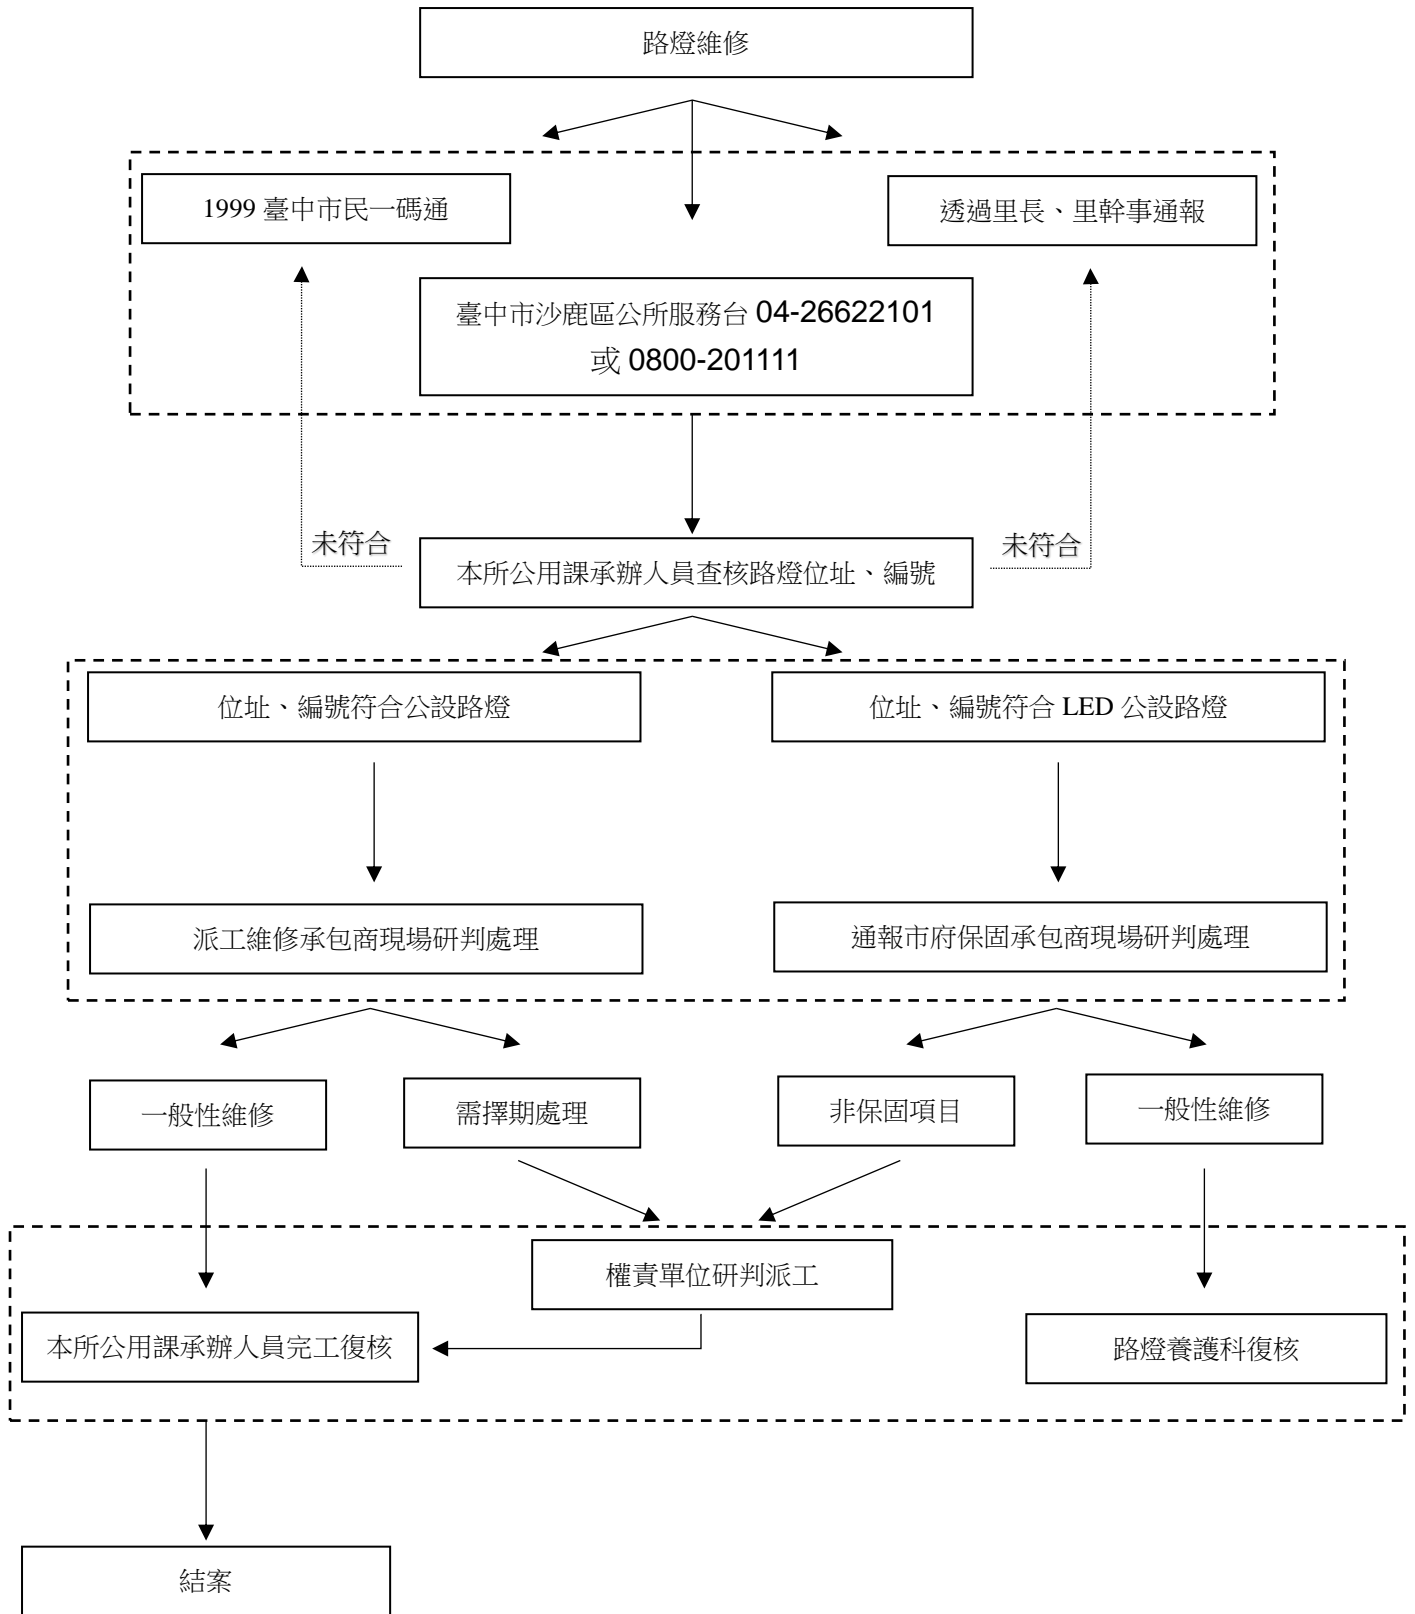 路燈維修
1999 臺中市民一碼通
透過里長、里幹事通報
臺中市沙鹿區公所服務台 04-26622101
或 0800-201111
未符合
未符合
本所公用課承辦人員查核路燈位址、編號
位址、編號符合公設路燈
位址、編號符合 LED 公設路燈
派工維修承包商現場研判處理
通報市府保固承包商現場研判處理
一般性維修
需擇期處理
非保固項目
一般性維修
權責單位研判派工
本所公用課承辦人員完工復核
路燈養護科復核
結案